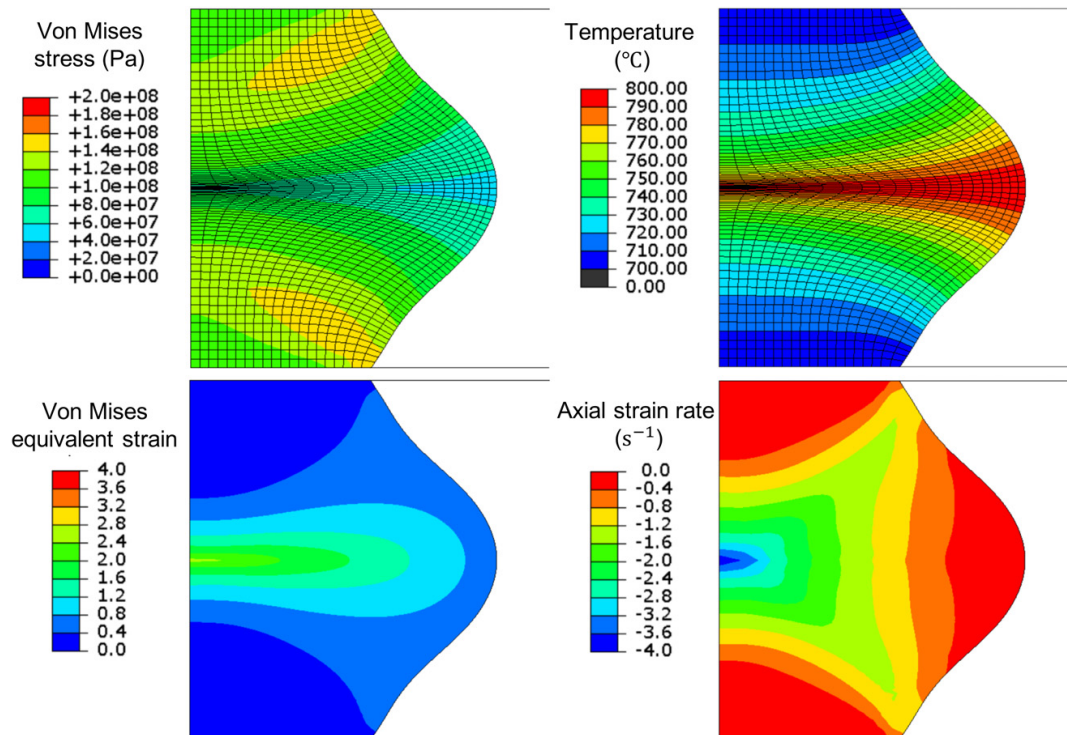 Von Mises
stress (Pa)
+2.0e+08
+1.8e+08
+1.6e+08
+1.4e+08
+1.2e+08
+1.0e+08
+8.0e+07
+6.0e+07
+4.0e+07
+2.0e+07
+0.0e+00
Temperature
(°C)
800.00
790.00
780.00
770.00
760.00
750.00
740.00
730.00
720.00
710.00
700.00
0.00
Von Mises
equivalent strain
4.0
3.6
3.2
2.8
2.4
2.0
1.6
1.2
0.8
0.4
0.0
Axial strain rate
(s⁻¹)
0.0
-0.4
-0.8
-1.2
-1.6
-2.0
-2.4
-2.8
-3.2
-3.6
-4.0